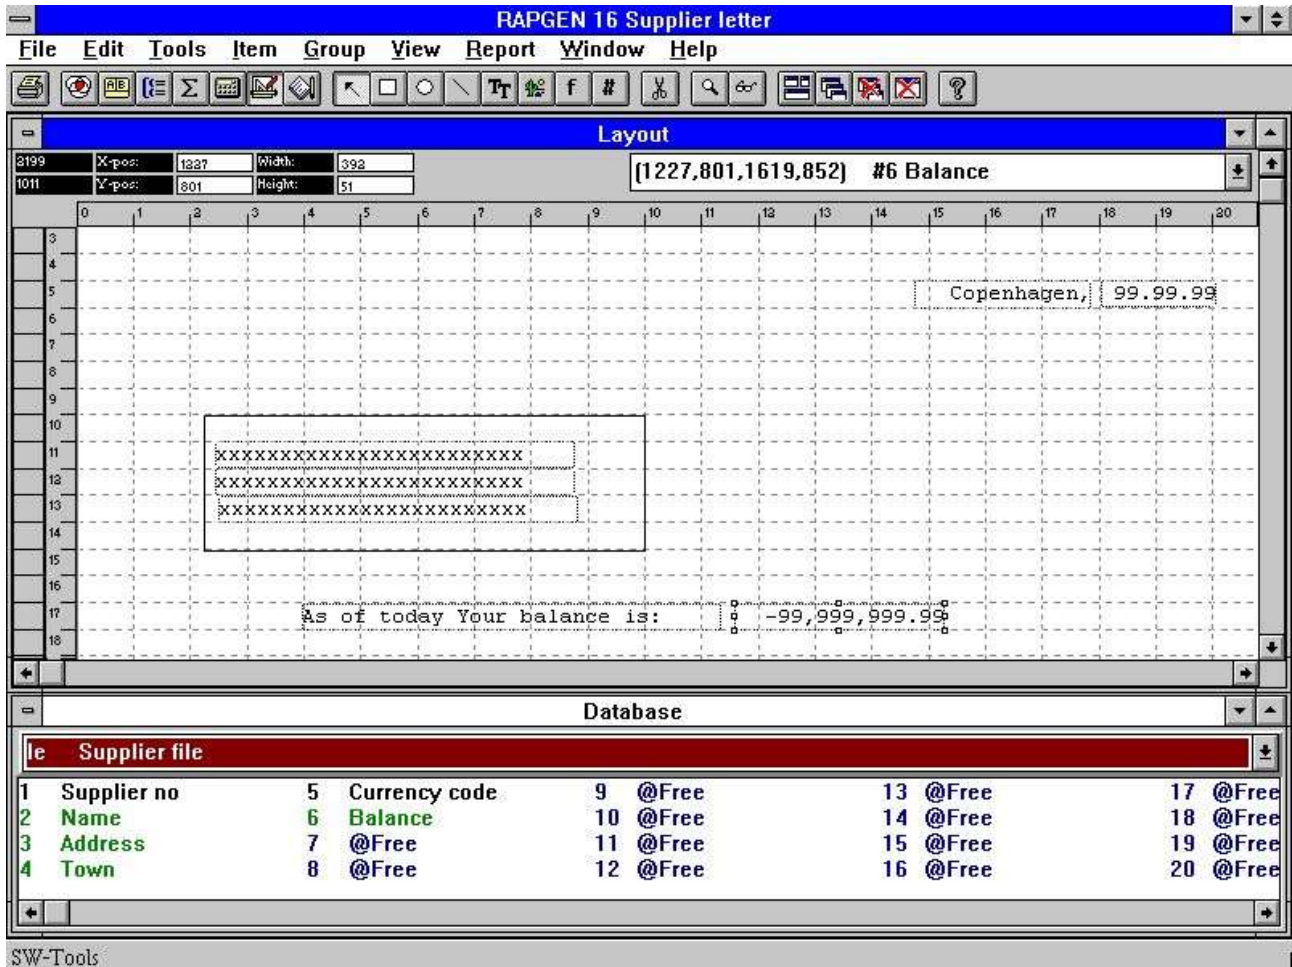 RAPGEN 16 Supplier letter
File Edit Tools Item Group View Report Window Help
AB Σ TT f # ?
Layout
2199 X-pos: 1227 Width: 392
1011 Y-pos: 801 Height: 51
(1227,801,1619,852) #6 Balance
0 1 2 3 4 5 6 7 8 9 10 11 12 13 14 15 16 17 18 19 20
3
4
5 Copenhagen, 99.99.99
6
7
8
9
10
11 xxxxxxxxxxxxxxxxxxxxxxx
12 xxxxxxxxxxxxxxxxxxxxxxx
13 xxxxxxxxxxxxxxxxxxxxxxx
14
15
16
17 As of today Your balance is: -99,999,999.99
18
Database
le Supplier file
1 Supplier no 5 Currency code 9 @Free 13 @Free 17 @Free
2 Name 6 Balance 10 @Free 14 @Free 18 @Free
3 Address 7 @Free 11 @Free 15 @Free 19 @Free
4 Town 8 @Free 12 @Free 16 @Free 20 @Free
SW-Tools